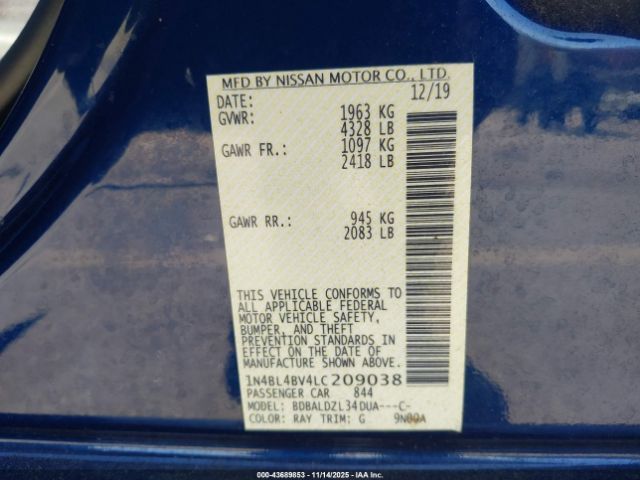 MFD BY NISSAN MOTOR CO., LTD.
DATE: 12/19
GVWR: 1963 KG
4328 LB
GAWR FR.: 1097 KG
2418 LB
GAWR RR.: 945 KG
2083 LB
THIS VEHICLE CONFORMS TO
ALL APPLICABLE FEDERAL
MOTOR VEHICLE SAFETY,
BUMPER, AND THEFT
PREVENTION STANDARDS IN
EFFECT ON THE DATE OF
MANUFACTURE SHOWN ABOVE.
1N4BL4BV4LC209038
PASSENGER CAR 844
MODEL: BDBALDZL34DUA---C-
COLOR: RAY TRIM: G
000-43689853 | 11/14/2025 - IAA Inc.